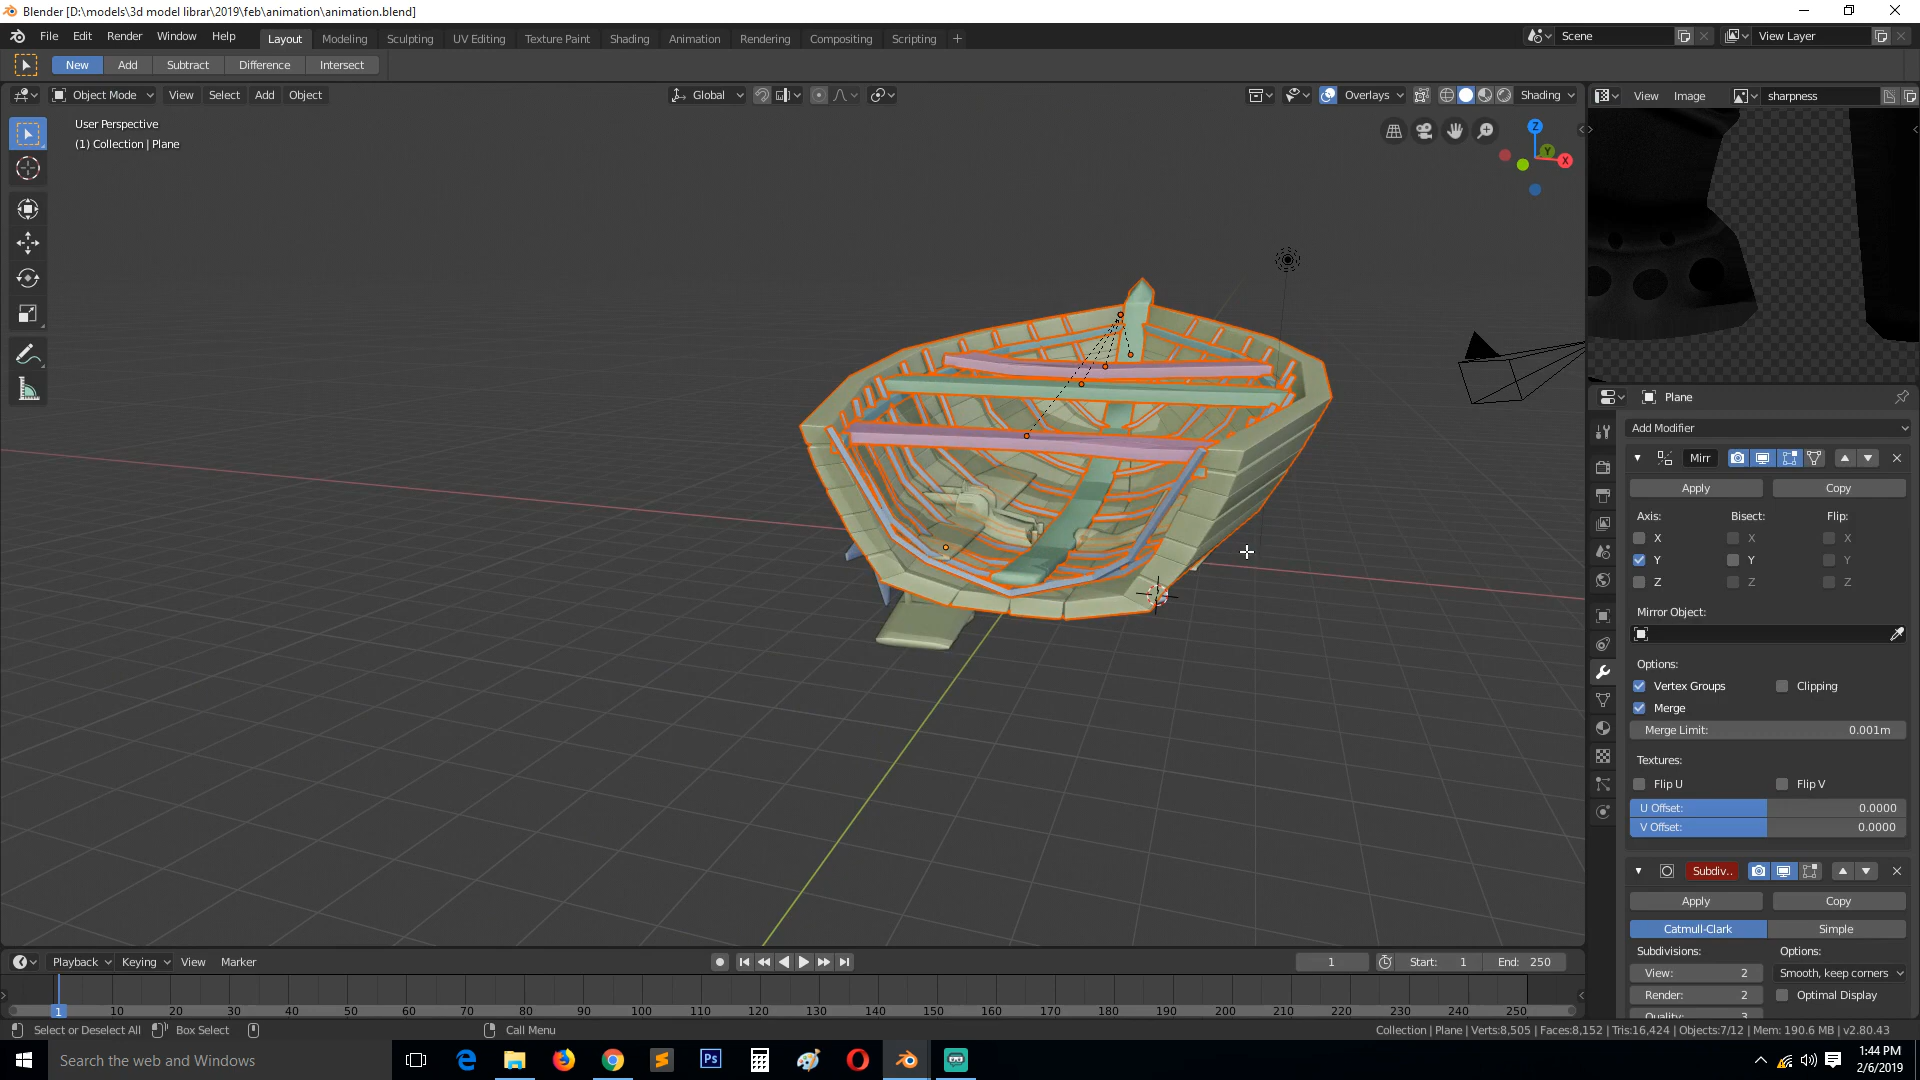 Blender [D:\models\3d model librar\2019\feb\animation\animation.blend]
File Edit Render Window Help Layout Modeling Sculpting UV Editing Texture Paint Shading Animation Rendering Compositing Scripting + Scene View Layer
New Add Subtract Difference Intersect
Object Mode View Select Add Object Global Overlays Shading View Image sharpness
User Perspective
(1) Collection | Plane
Z
Y
X
Plane
Add Modifier
Mirr
Apply Copy
Axis: Bisect: Flip:
X X X
Y Y Y
Z Z Z
Mirror Object:
Options:
Vertex Groups Clipping
Merge
Merge Limit: 0.001m
Textures:
Flip U Flip V
U Offset: 0.0000
V Offset: 0.0000
Subdiv..
Apply Copy
Catmull-Clark Simple
Subdivisions: Options:
View: 2 Smooth, keep corners
Render: 2 Optimal Display
Quality: 3
Playback Keying View Marker 1 Start: 1 End: 250
1 10 20 30 40 50 60 70 80 90 100 110 120 130 140 150 160 170 180 190 200 210 220 230 240 250
Select or Deselect All Box Select Call Menu Collection | Plane | Verts:8,505 | Faces:8,152 | Tris:16,424 | Objects:7/12 | Mem: 190.6 MB | v2.80.43
Search the web and Windows
Ps
1:44 PM
2/6/2019